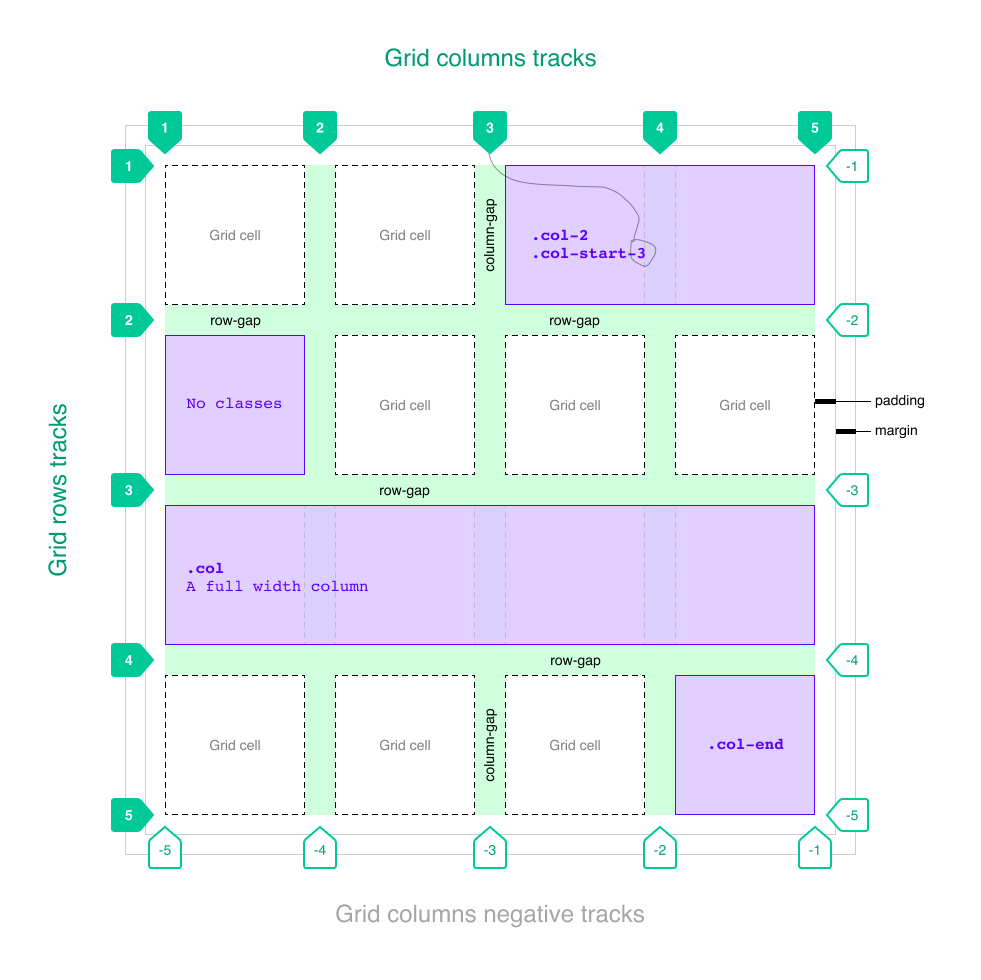 Grid columns tracks
1 2 3 4 5
1 -1
Grid cell Grid cell column-gap .col-2
.col-start-3
2 row-gap row-gap -2
No classes Grid cell Grid cell Grid cell padding
margin
Grid rows tracks
3 row-gap -3
.col
A full width column
4 row-gap -4
Grid cell Grid cell column-gap Grid cell .col-end
5 -5
-5 -4 -3 -2 -1
Grid columns negative tracks